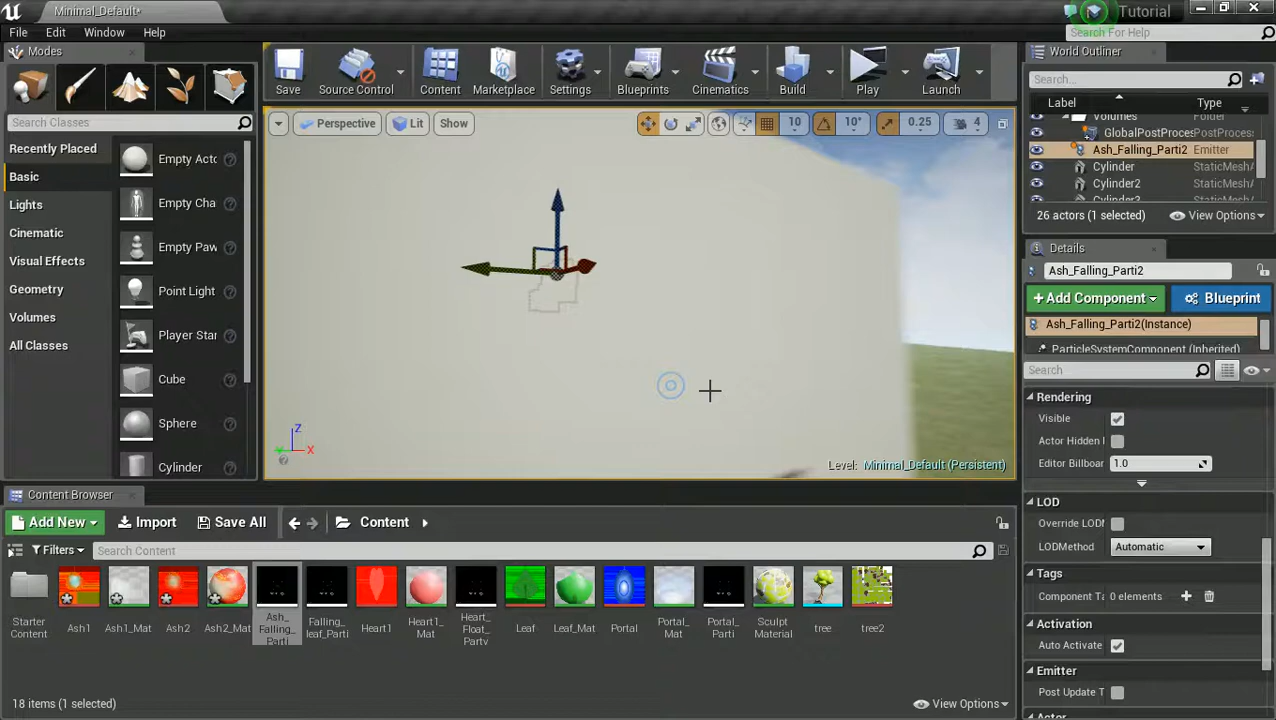 Minimal_Default*
Tutorial
File Edit Window Help
Search For Help
Modes
Search Classes
Recently Placed
Basic
Lights
Cinematic
Visual Effects
Geometry
Volumes
All Classes
Empty Acto
Empty Cha
Empty Paw
Point Light
Player Star
Cube
Sphere
Cylinder
Save
Source Control
Content
Marketplace
Settings
Blueprints
Cinematics
Build
Play
Launch
Perspective
Lit
Show
10
10°
0.25
4
Z
X
Level: Minimal_Default (Persistent)
World Outliner
Search...
Label
Type
Volumes Folder
GlobalPostProces PostProces
Ash_Falling_Parti2 Emitter
Cylinder StaticMeshA
Cylinder2 StaticMeshA
Cylinder3 StaticMeshA
26 actors (1 selected)
View Options
Details
Ash_Falling_Parti2
+Add Component
Blueprint
Ash_Falling_Parti2(Instance)
ParticleSystemComponent (Inherited)
Search
Rendering
Visible
Actor Hidden I
Editor Billboar 1.0
LOD
Override LODI
LODMethod Automatic
Tags
Component Ta 0 elements
Activation
Auto Activate
Emitter
Post Update T
Actor
Content Browser
Add New
Import
Save All
Content
Filters
Search Content
Starter Content
Ash1
Ash1_Mat
Ash2
Ash2_Mat
Ash_Falling_Parti
Falling_leaf_Parti
Heart1
Heart1_Mat
Heart_Float_Party
Leaf
Leaf_Mat
Portal
Portal_Mat
Portal_Parti
Sculpt Material
tree
tree2
18 items (1 selected)
View Options